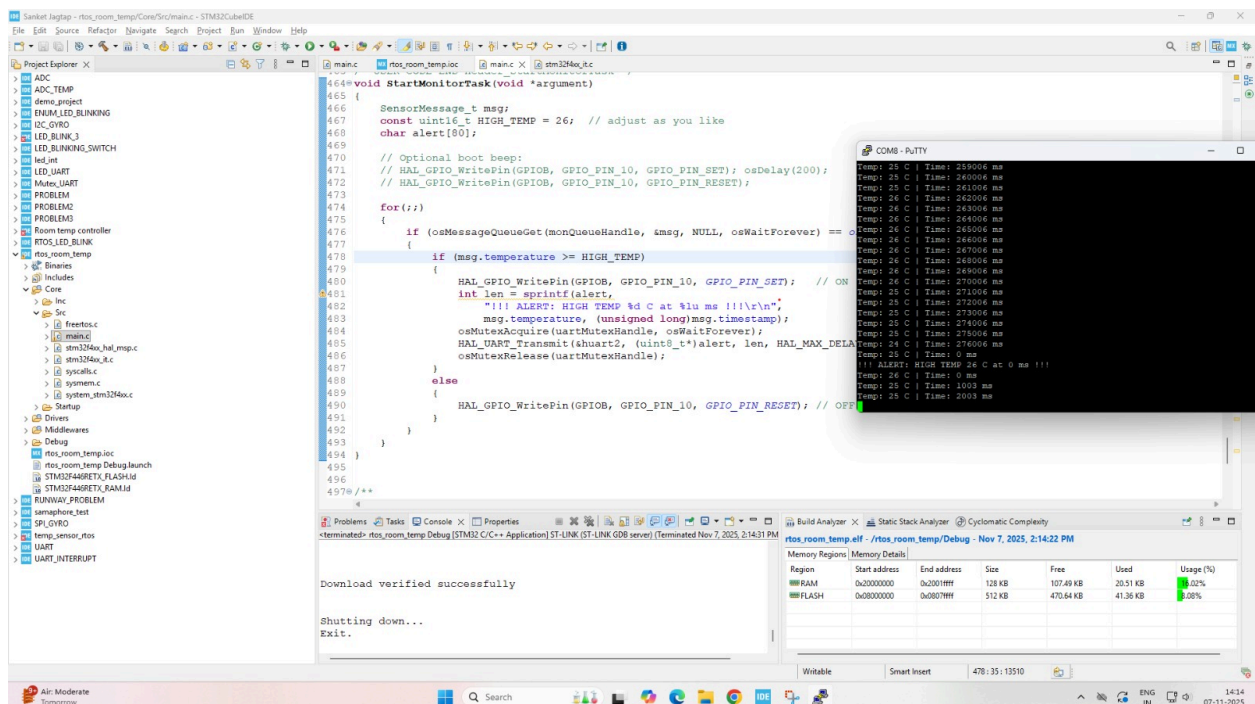 Sanket Jagtap - rtos_room_temp/Core/Src/main.c - STM32CubeIDE
File Edit Source Refactor Navigate Search Project Run Window Help
Project Explorer
ADC
ADC_TEMP
demo_project
ENUM_LED_BLINKING
I2C_GYRO
LED_BLINK_3
LED_BLINKING_SWITCH
led_int
LED_UART
Mutex_UART
PROBLEM
PROBLEM2
PROBLEM3
Room temp controller
RTOS_LED_BLINK
rtos_room_temp
Binaries
Includes
Core
Inc
Src
freertos.c
main.c
stm32f4xx_hal_msp.c
stm32f4xx_it.c
syscalls.c
sysmem.c
system_stm32f4xx.c
Startup
Drivers
Middlewares
Debug
rtos_room_temp.ioc
rtos_room_temp Debug.launch
STM32F446RETX_FLASH.ld
STM32F446RETX_RAM.ld
RUNWAY_PROBLEM
samaphore_test
SPI_GYRO
temp_sensor_rtos
UART
UART_INTERRUPT
main.c rtos_room_temp.ioc main.c stm32f4xx_it.c
464 void StartMonitorTask(void *argument)
465 {
466 SensorMessage_t msg;
467 const uint16_t HIGH_TEMP = 26; // adjust as you like
468 char alert[80];
469
470 // Optional boot beep:
471 // HAL_GPIO_WritePin(GPIOB, GPIO_PIN_10, GPIO_PIN_SET); osDelay(200);
472 // HAL_GPIO_WritePin(GPIOB, GPIO_PIN_10, GPIO_PIN_RESET);
473
474 for(;;)
475 {
476 if (osMessageQueueGet(monQueueHandle, &msg, NULL, osWaitForever) == o
477 {
478 if (msg.temperature >= HIGH_TEMP)
479 {
480 HAL_GPIO_WritePin(GPIOB, GPIO_PIN_10, GPIO_PIN_SET); // ON
481 int len = sprintf(alert,
482 "!!! ALERT: HIGH TEMP %d C at %lu ms !!!\r\n",
483 msg.temperature, (unsigned long)msg.timestamp);
484 osMutexAcquire(uartMutexHandle, osWaitForever);
485 HAL_UART_Transmit(&huart2, (uint8_t*)alert, len, HAL_MAX_DELA
486 osMutexRelease(uartMutexHandle);
487 }
488 else
489 {
490 HAL_GPIO_WritePin(GPIOB, GPIO_PIN_10, GPIO_PIN_RESET); // OFF
491 }
492 }
493 }
494 }
495
496
497 /**
COM8 - PuTTY
Temp: 25 C | Time: 259006 ms
Temp: 25 C | Time: 260006 ms
Temp: 25 C | Time: 261006 ms
Temp: 26 C | Time: 262006 ms
Temp: 26 C | Time: 263006 ms
Temp: 26 C | Time: 264006 ms
Temp: 26 C | Time: 265006 ms
Temp: 26 C | Time: 266006 ms
Temp: 26 C | Time: 267006 ms
Temp: 26 C | Time: 268006 ms
Temp: 26 C | Time: 269006 ms
Temp: 26 C | Time: 270006 ms
Temp: 25 C | Time: 271006 ms
Temp: 25 C | Time: 272006 ms
Temp: 25 C | Time: 273006 ms
Temp: 25 C | Time: 274006 ms
Temp: 25 C | Time: 275006 ms
Temp: 24 C | Time: 276006 ms
Temp: 25 C | Time: 0 ms
!!! ALERT: HIGH TEMP 26 C at 0 ms !!!
Temp: 26 C | Time: 0 ms
Temp: 25 C | Time: 1003 ms
Temp: 25 C | Time: 2003 ms
Problems Tasks Console Properties
<terminated> rtos_room_temp Debug [STM32 C/C++ Application] ST-LINK (ST-LINK GDB server) (Terminated Nov 7, 2025, 2:14:31 PM
Download verified successfully
Shutting down...
Exit.
Build Analyzer Static Stack Analyzer Cyclomatic Complexity
rtos_room_temp.elf - /rtos_room_temp/Debug - Nov 7, 2025, 2:14:22 PM
Memory Regions Memory Details
Region Start address End address Size Free Used Usage (%)
RAM 0x20000000 0x2001ffff 128 KB 107.49 KB 20.51 KB 16.02%
FLASH 0x08000000 0x0807ffff 512 KB 470.64 KB 41.36 KB 8.08%
Writable Smart Insert 478 : 35 : 13510
Air: Moderate
Tomorrow
Search
ENG
IN
14:14
07-11-2025